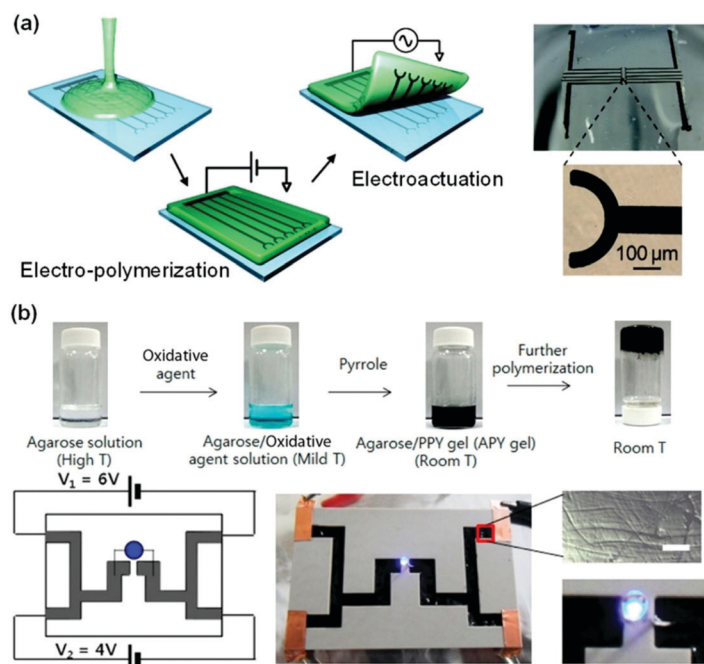 (a)
Electroactuation
Electro-polymerization
100 µm
(b)
Oxidative
agent
Pyrrole
Further
polymerization
Agarose solution
(High T)
Agarose/Oxidative
agent solution (Mild T)
Agarose/PPY gel (APY gel)
(Room T)
Room T
V₁ = 6V
V₂ = 4V